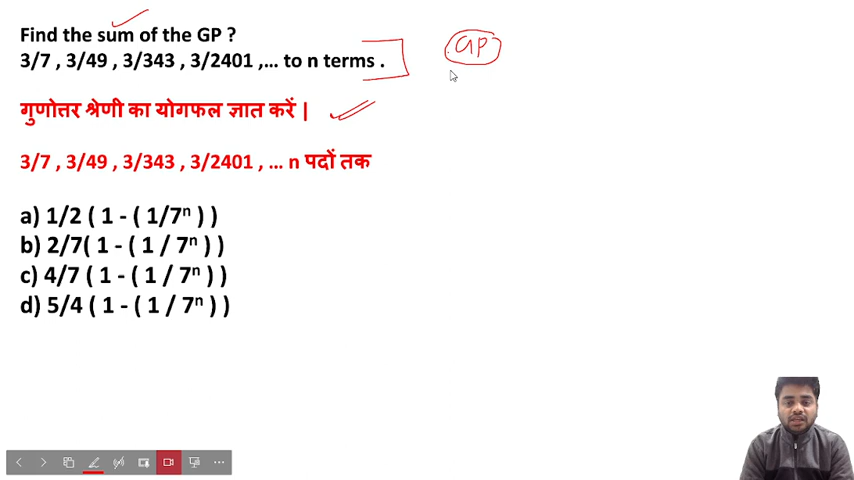 Find the sum of the GP ?
3/7 , 3/49 , 3/343 , 3/2401 ,... to n terms .
GP
गुणोत्तर श्रेणी का योगफल ज्ञात करें |
3/7 , 3/49 , 3/343 , 3/2401 , ... n पदों तक
a) 1/2 ( 1 - ( 1/7ⁿ ) )
b) 2/7( 1 - ( 1 / 7ⁿ ) )
c) 4/7 ( 1 - ( 1 / 7ⁿ ) )
d) 5/4 ( 1 - ( 1 / 7ⁿ ) )